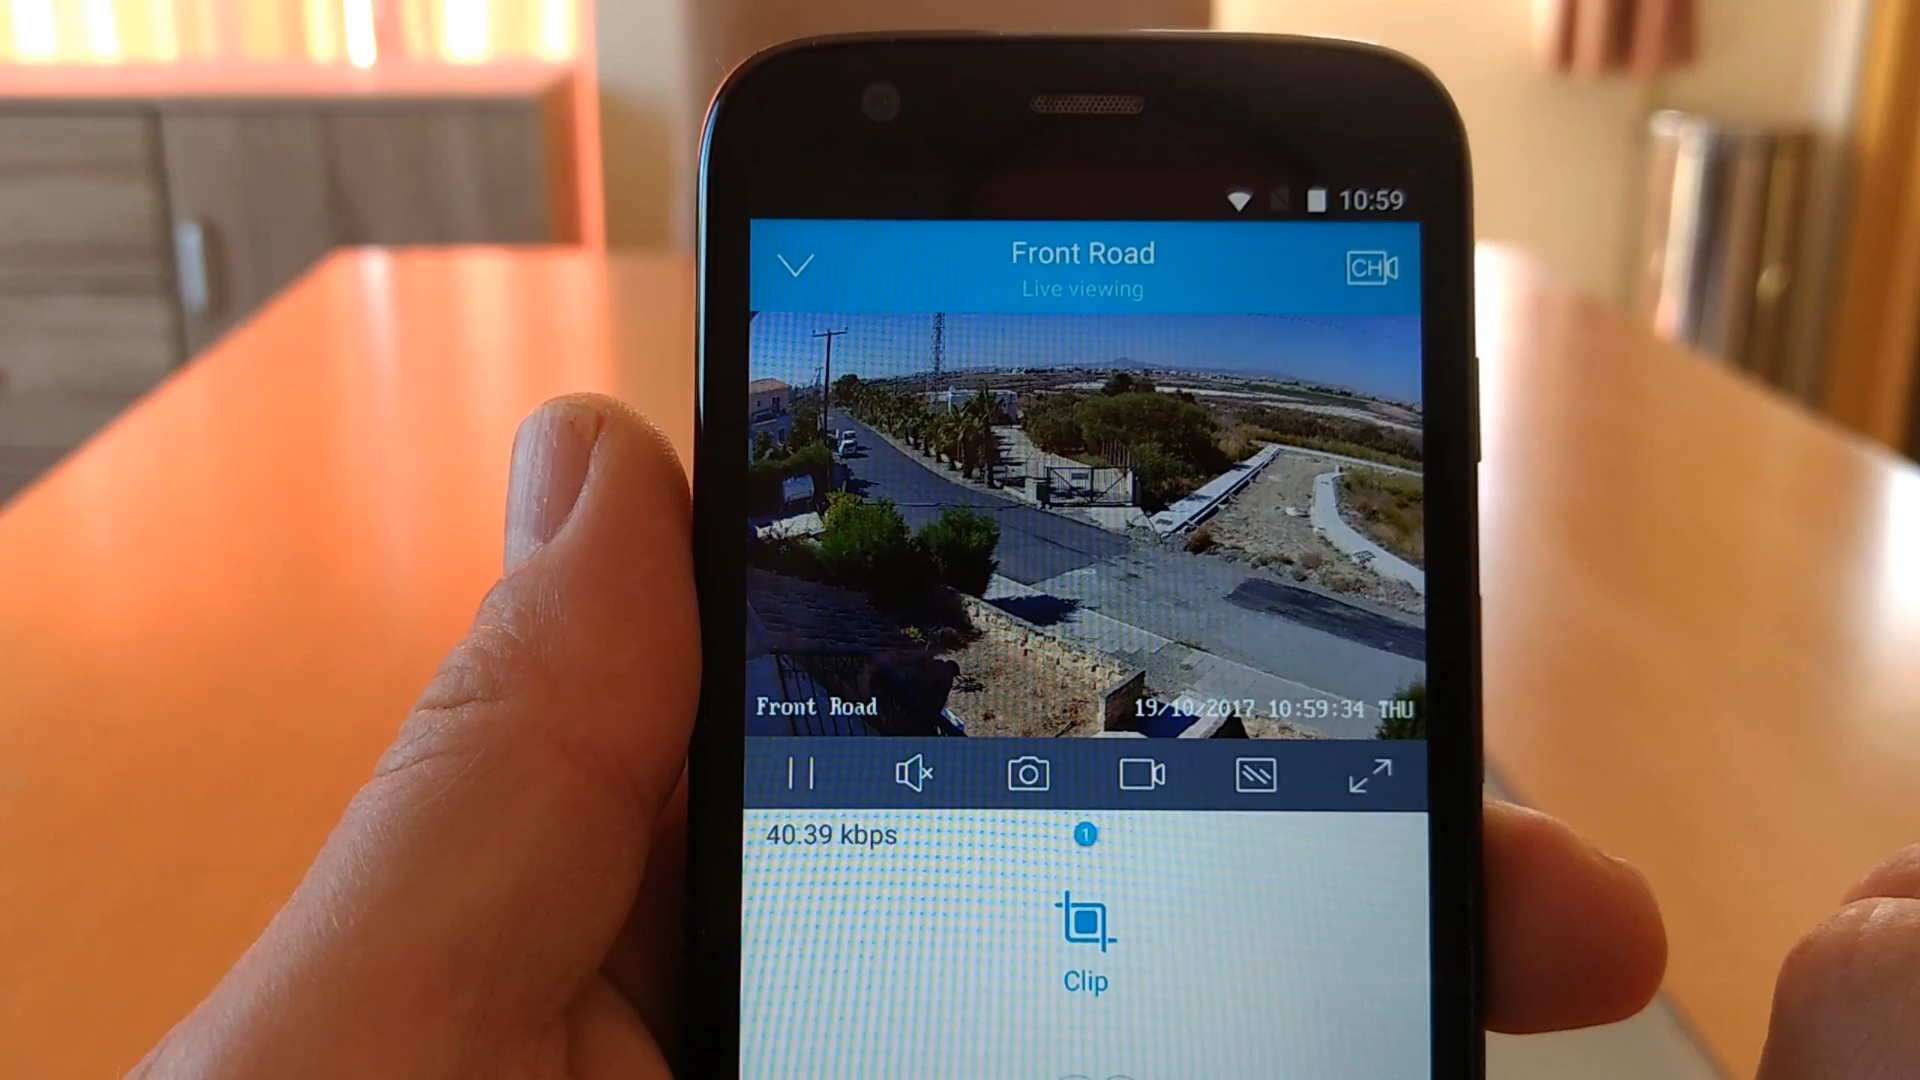 10:59
Front Road
CH
Live viewing
Front Road
19/10/2017 10:59:34 THU
40.39 kbps
1
Clip